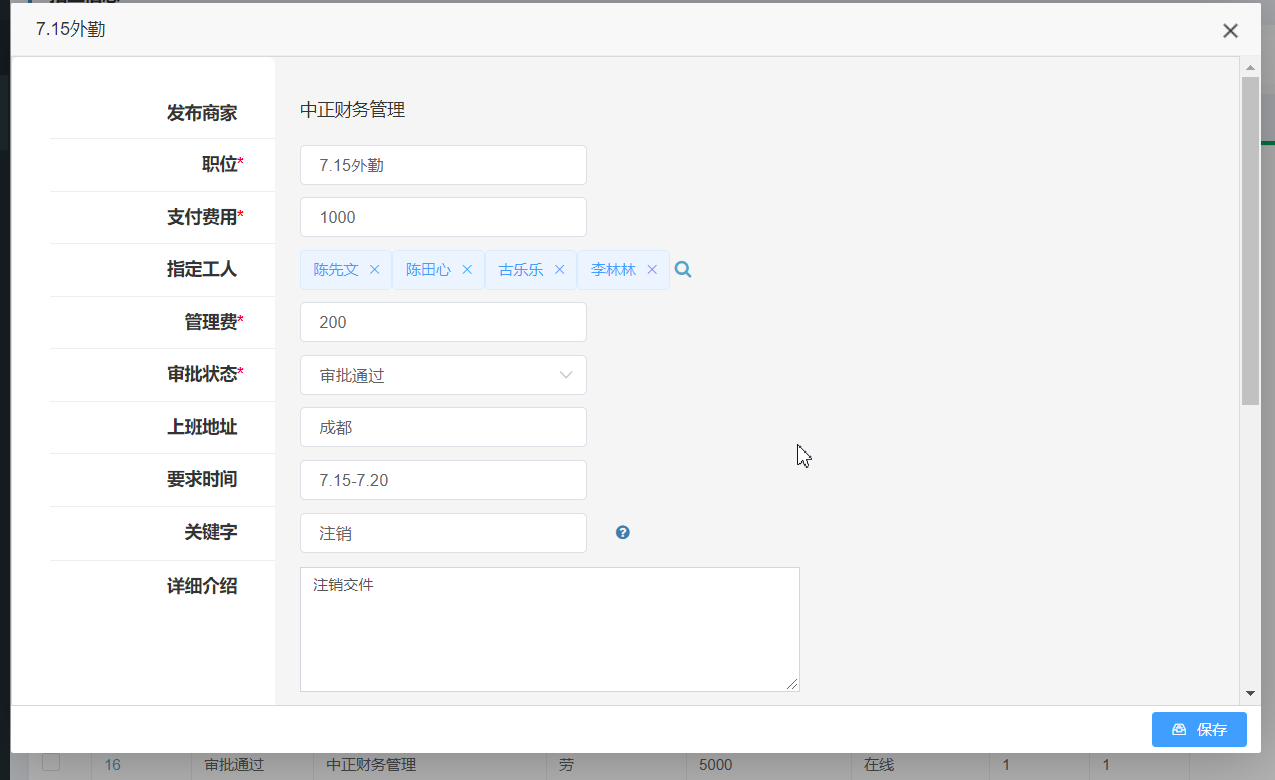 7.15外勤
发布商家 中正财务管理
职位* 7.15外勤
支付费用* 1000
指定工人 陈先文 陈田心 古乐乐 李林林
管理费* 200
审批状态* 审批通过
上班地址 成都
要求时间 7.15-7.20
关键字 注销
详细介绍 注销交件
保存
16 审批通过 中正财务管理 劳 5000 在线 1 1